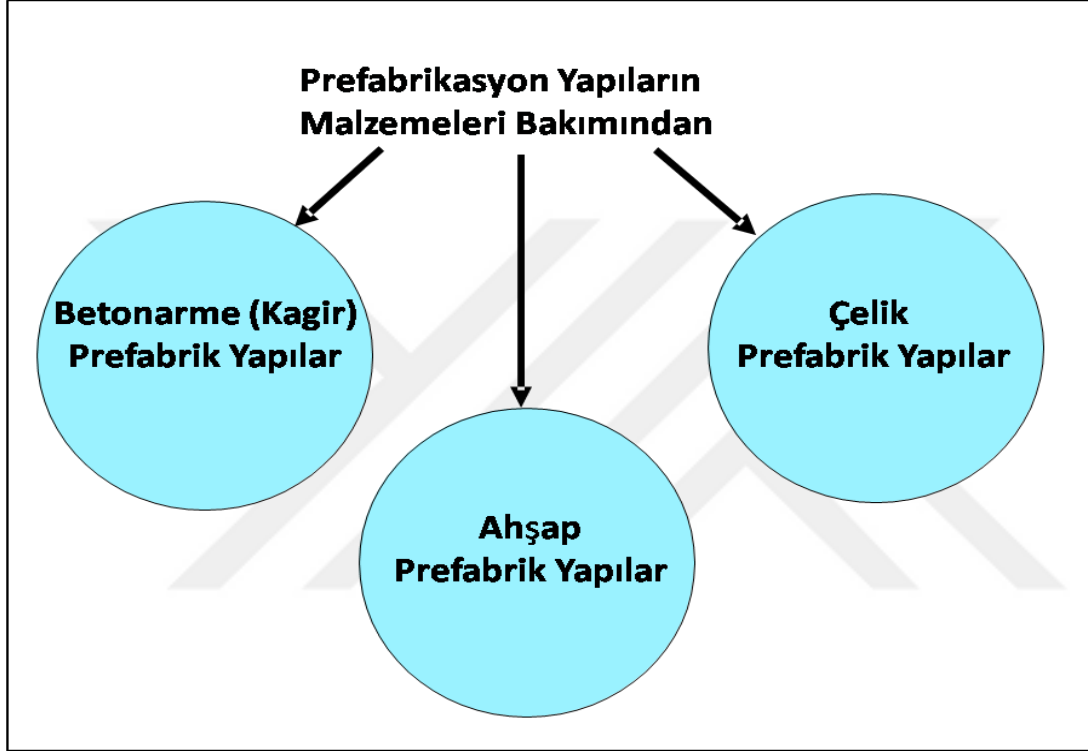 Prefabrikasyon Yapıların
Malzemeleri Bakımından
Betonarme (Kagir)
Prefabrik Yapılar
Çelik
Prefabrik Yapılar
Ahşap
Prefabrik Yapılar